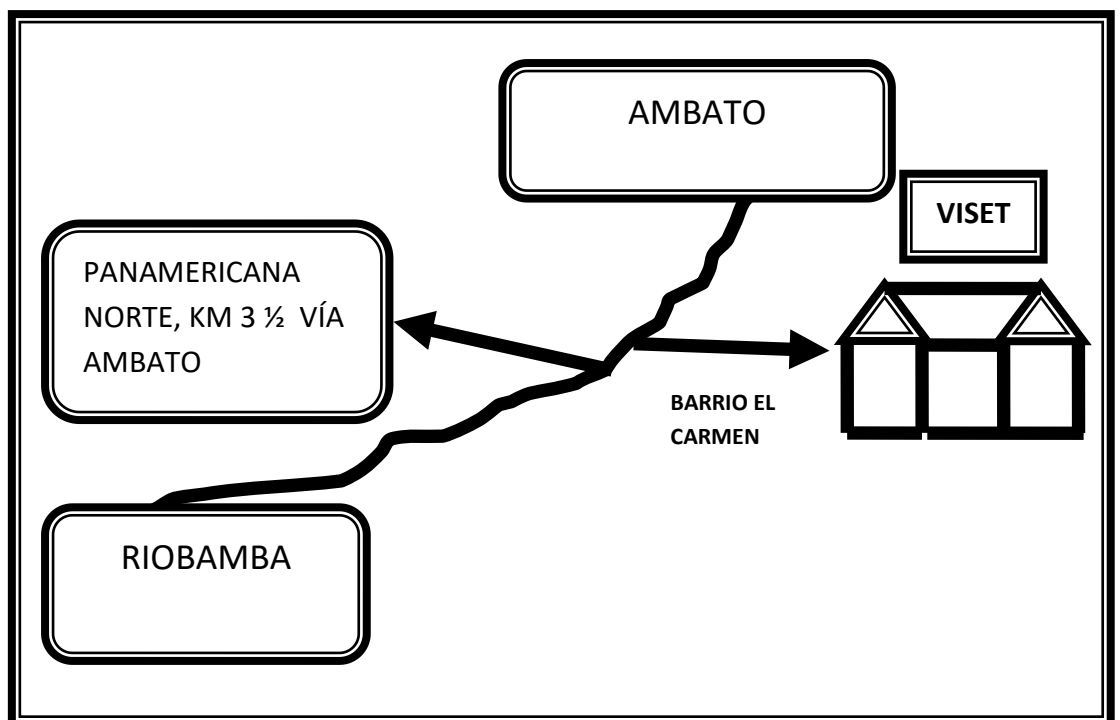 AMBATO
VISET
PANAMERICANA
NORTE, KM 3 ½ VÍA
AMBATO
BARRIO EL
CARMEN
RIOBAMBA